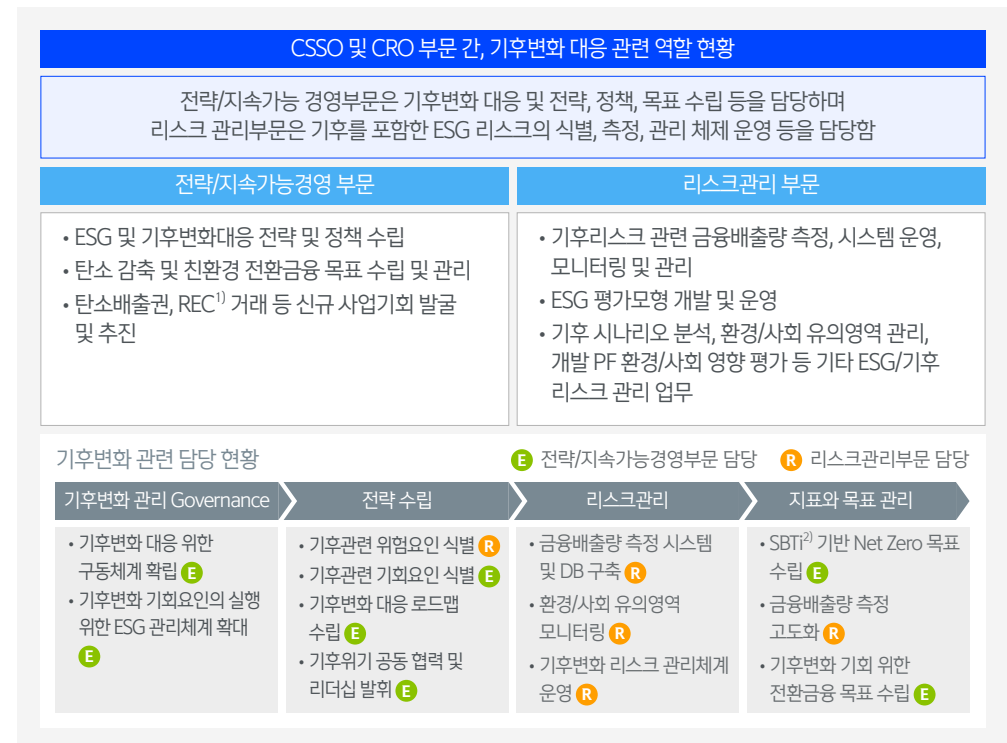 CSSO 및 CRO 부문 간, 기후변화 대응 관련 역할 현황
전략/지속가능 경영부문은 기후변화 대응 및 전략, 정책, 목표 수립 등을 담당하며
리스크 관리부문은 기후를 포함한 ESG 리스크의 식별, 측정, 관리 체제 운영 등을 담당함
전략/지속가능경영 부문
• ESG 및 기후변화대응 전략 및 정책 수립
• 탄소 감축 및 친환경 전환금융 목표 수립 및 관리
• 탄소배출권, REC1) 거래 등 신규 사업기회 발굴
및 추진
리스크관리 부문
• 기후리스크 관련 금융배출량 측정, 시스템 운영,
모니터링 및 관리
• ESG 평가모형 개발 및 운영
• 기후 시나리오 분석, 환경/사회 유의영역 관리,
개발 PF 환경/사회 영향 평가 등 기타 ESG/기후
리스크 관리 업무
기후변화 관련 담당 현황
E 전략/지속가능경영부문 담당 R 리스크관리부문 담당
기후변화 관리 Governance
• 기후변화 대응 위한
구동체계 확립 E
• 기후변화 기회요인의 실행
위한 ESG 관리체계 확대
E
전략 수립
• 기후관련 위험요인 식별 R
• 기후관련 기회요인 식별 E
• 기후변화 대응 로드맵
수립 E
• 기후위기 공동 협력 및
리더십 발휘 E
리스크관리
• 금융배출량 측정 시스템
및 DB 구축 R
• 환경/사회 유의영역
모니터링 R
• 기후변화 리스크 관리체계
운영 R
지표와 목표 관리
• SBTi2) 기반 Net Zero 목표
수립 E
• 금융배출량 측정
고도화 R
• 기후변화 기회 위한
전환금융 목표 수립 E